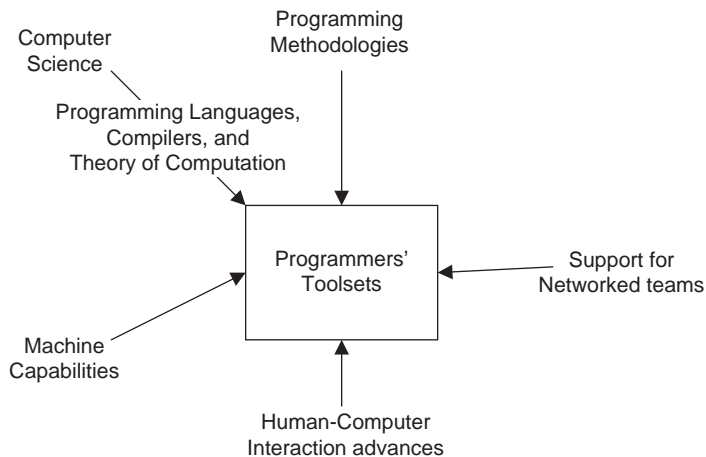 Computer
Science
Programming
Methodologies
Programming Languages,
Compilers, and
Theory of Computation
Programmers'
Toolsets
Support for
Networked teams
Machine
Capabilities
Human-Computer
Interaction advances